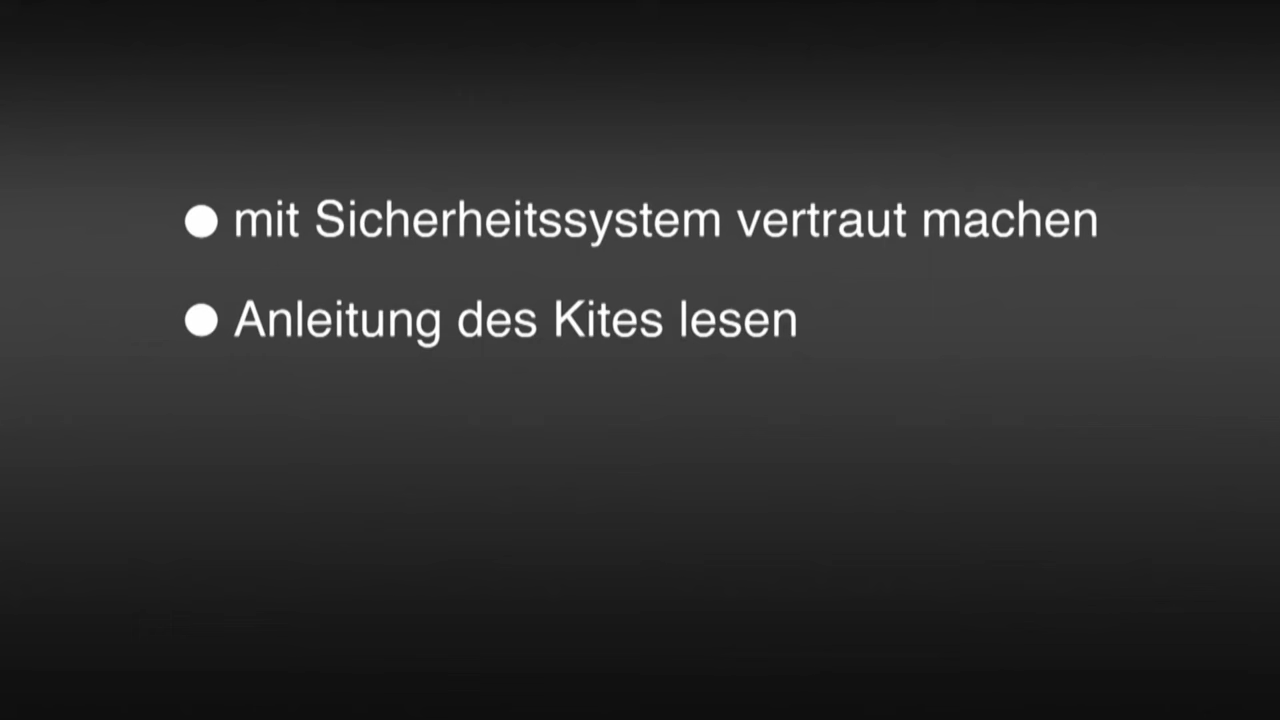 ● mit Sicherheitssystem vertraut machen
● Anleitung des Kites lesen